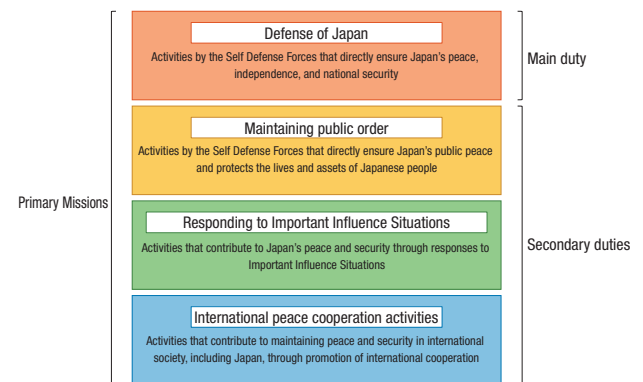 Defense of Japan
Activities by the Self Defense Forces that directly ensure Japan's peace,
independence, and national security
Main duty
Maintaining public order
Activities by the Self Defense Forces that directly ensure Japan's public peace
and protects the lives and assets of Japanese people
Primary Missions
Responding to Important Influence Situations
Activities that contribute to Japan's peace and security through responses to
Important Influence Situations
Secondary duties
International peace cooperation activities
Activities that contribute to maintaining peace and security in international
society, including Japan, through promotion of international cooperation